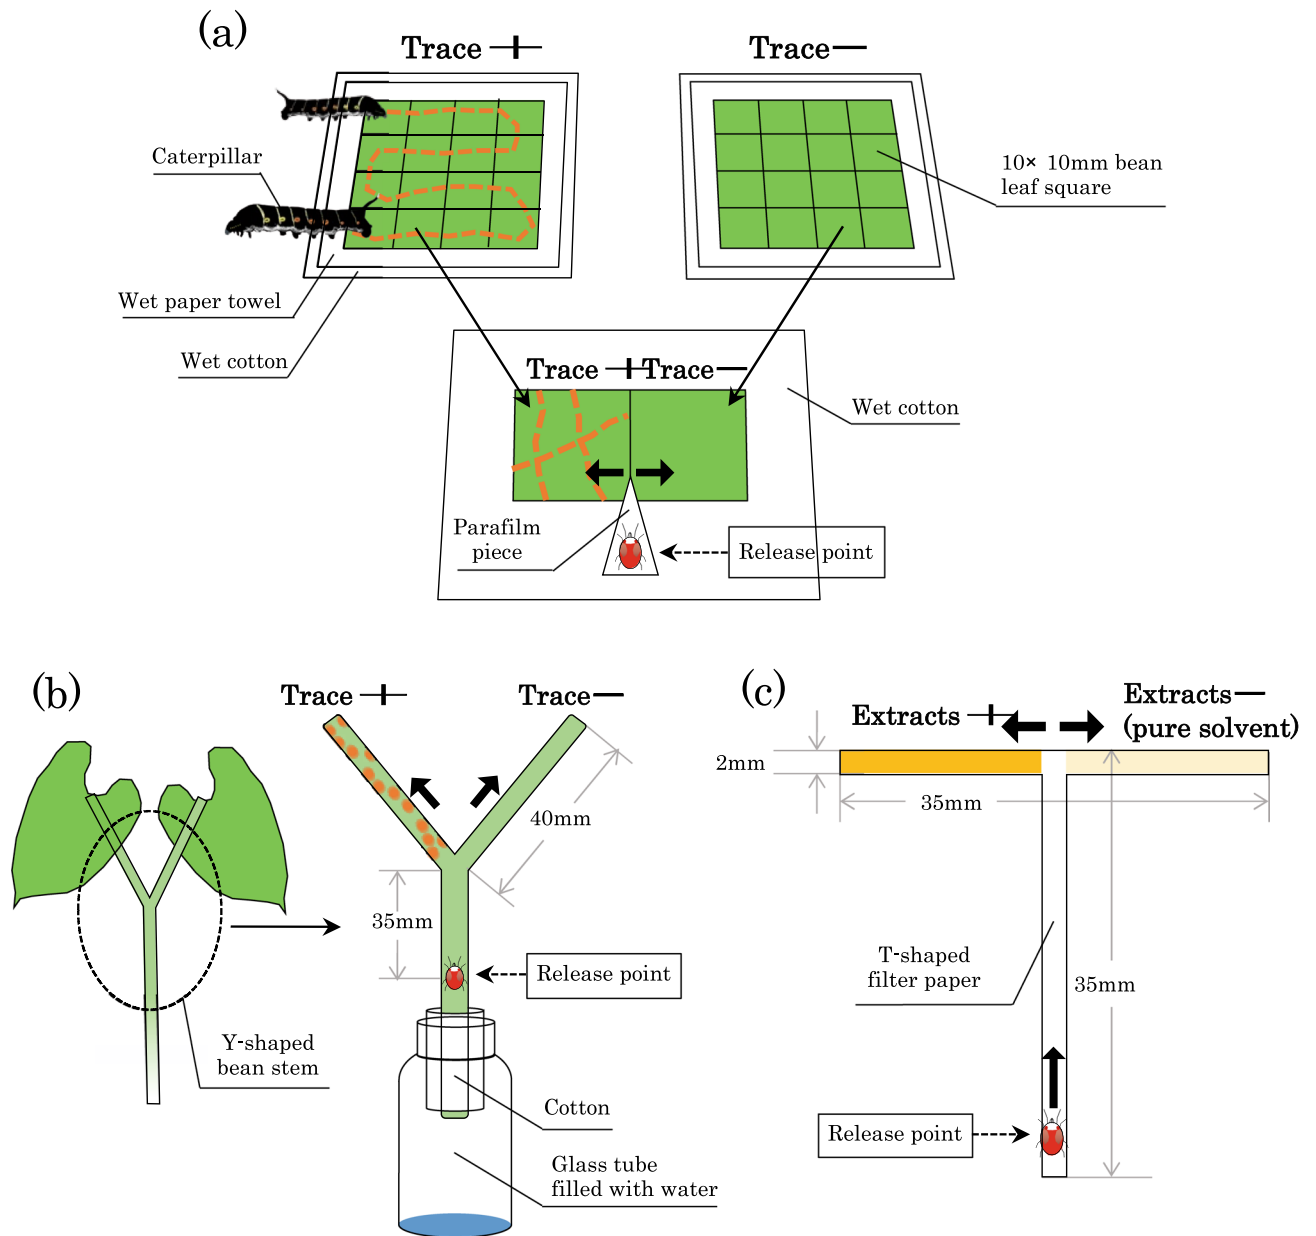 (a)
Trace +
Trace—
Caterpillar
10× 10mm bean
leaf square
Wet paper towel
Wet cotton
Trace +
Trace—
Wet cotton
Parafilm
piece
Release point
(b)
Trace +
Trace—
40mm
35mm
Release point
Y-shaped
bean stem
Cotton
Glass tube
filled with water
(c)
Extracts +
Extracts—
(pure solvent)
2mm
35mm
T-shaped
filter paper
35mm
Release point